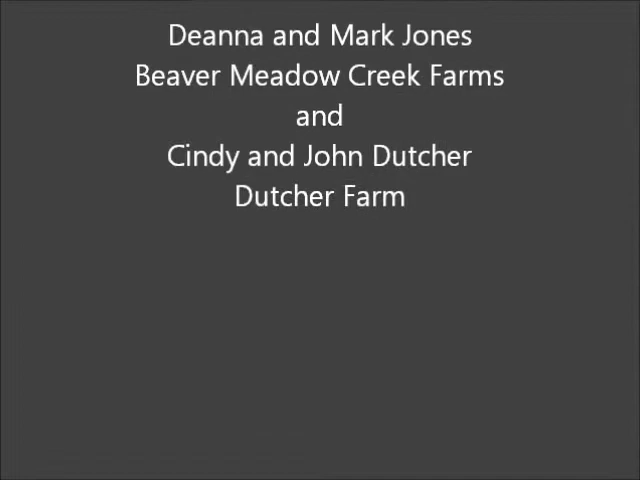 Deanna and Mark Jones
Beaver Meadow Creek Farms
and
Cindy and John Dutcher
Dutcher Farm